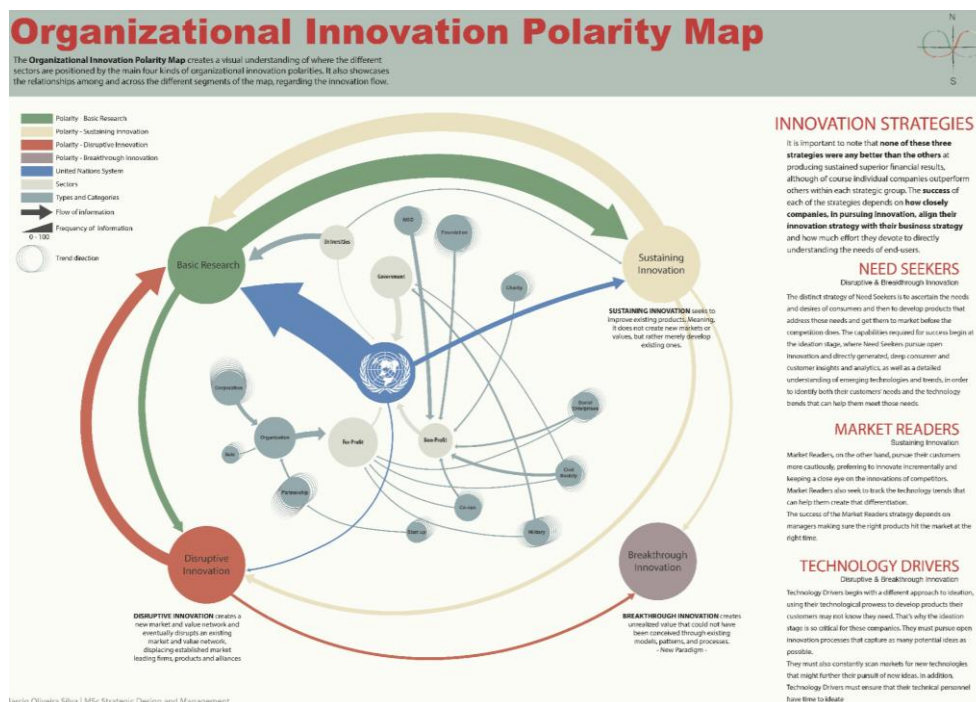 Organizational Innovation Polarity Map
The Organizational Innovation Polarity Map creates a visual understanding of where the different
sectors are positioned by the main four kinds of organizational innovation polarities. It also showcases
the relationships among and across the different segments of the map, regarding the innovation flow.
N
S
Polarity - Basic Research
Polarity - Sustaining Innovation
Polarity - Disruptive Innovation
Polarity - Breakthrough Innovation
United Nations System
Sectors
Types and Categories
Flow of information
Frequency of information
0 - 100
Trend direction
Basic Research
Universities
NGO
Foundation
Government
Charity
Sustaining
Innovation
SUSTAINING INNOVATION seeks to
improve existing products. Meaning,
it does not create new markets or
values, but rather merely develop
existing ones.
Corporation
Organization
For-Profit
Non-Profit
Social
Enterprises
Partnership
Civil
Society
Co-op
Start up
Military
Disruptive
Innovation
Breakthrough
Innovation
DISRUPTIVE INNOVATION creates a
new market and value network and
eventually disrupts an existing
market and value network,
displacing established market
leading firms, products and alliances
BREAKTHROUGH INNOVATION creates
unrealized value that could not have
been conceived through existing
models, patterns, and processes.
- New Paradigm -
INNOVATION STRATEGIES
It is important to note that none of these three
strategies were any better than the others at
producing sustained superior financial results,
although of course individual companies outperform
others within each strategic group. The success of
each of the strategies depends on how closely
companies, in pursuing innovation, align their
innovation strategy with their business strategy
and how much effort they devote to directly
understanding the needs of end-users.
NEED SEEKERS
Disruptive & Breakthrough Innovation
The distinct strategy of Need Seekers is to ascertain the needs
and desires of consumers and then to develop products that
address those needs and get them to market before the
competition does. The capabilities required for success begin at
the ideation stage, where Need Seekers pursue open
innovation and directly generated, deep consumer and
customer insights and analytics, as well as a detailed
understanding of emerging technologies and trends, in order
to identify both their customers' needs and the technology
trends that can help them meet those needs.
MARKET READERS
Sustaining Innovation
Market Readers, on the other hand, pursue their customers
more cautiously, preferring to innovate incrementally and
keeping a close eye on the innovations of competitors.
Market Readers also seek to track the technology trends that
can help them create that differentiation.
The success of the Market Readers strategy depends on
managers making sure the right products hit the market at the
right time.
TECHNOLOGY DRIVERS
Disruptive & Breakthrough Innovation
Technology Drivers begin with a different approach to ideation,
using their technological prowess to develop products their
customers may not know they need. That's why the ideation
stage is so critical for these companies. They must pursue open
innovation processes that capture as many potential ideas as
possible.
They must also constantly scan markets for new technologies
that might further their pursuit of new ideas. In addition,
Technology Drivers must ensure that their technical personnel
have time to ideate
Oliveira Silva | MSc Strategic Design and Management